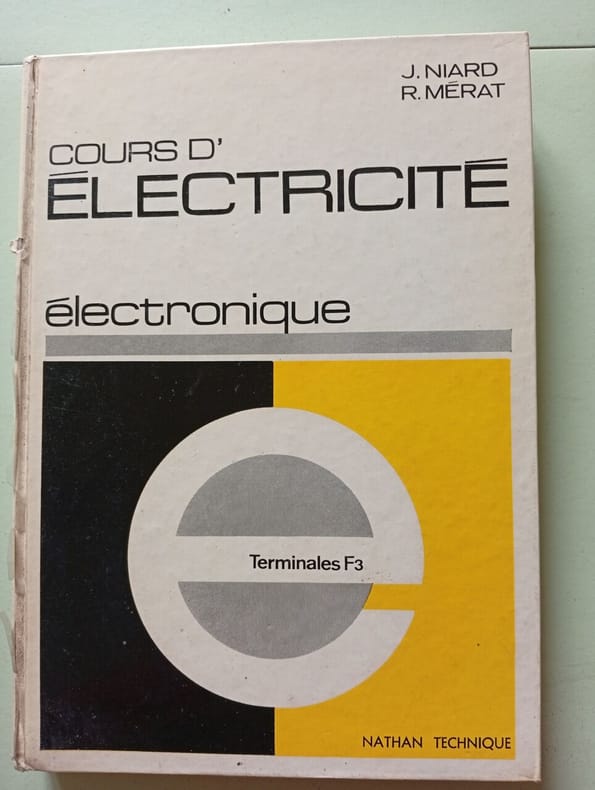 J. NIARD
R. MÉRAT
COURS D'
ÉLECTRICITÉ
électronique
Terminales F3
NATHAN TECHNIQUE